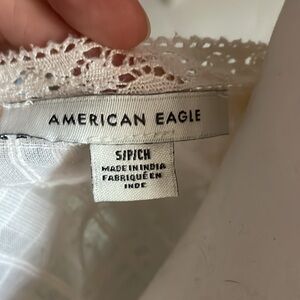 AMERICAN EAGLE
S/P/CH
MADE IN INDIA
FABRIQUÉ EN
INDE